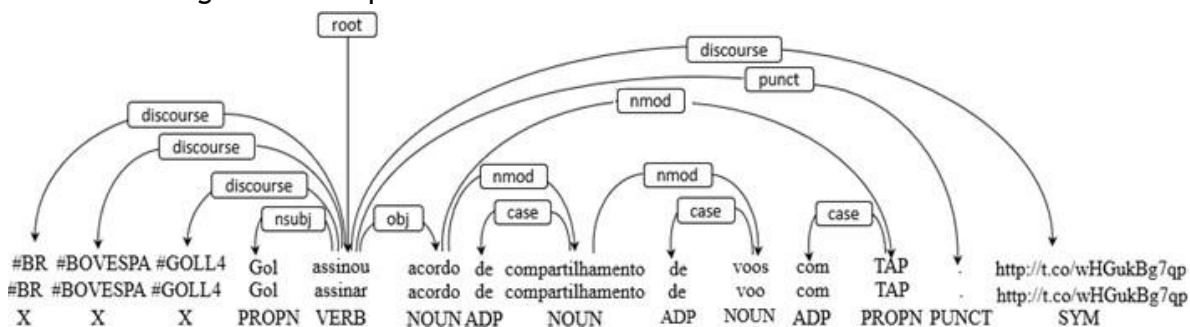 root
discourse
punct
nmod
discourse
discourse
discourse
nmod
nmod
nsubj
obj
case
case
case
#BR #BOVESPA #GOLL4 Gol assinou acordo de compartilhamento de voos com TAP . http://t.co/wHGukBg7qp
#BR #BOVESPA #GOLL4 Gol assinar acordo de compartilhamento de voo com TAP . http://t.co/wHGukBg7qp
X X X PROPN VERB NOUN ADP NOUN ADP NOUN ADP PROPN PUNCT SYM